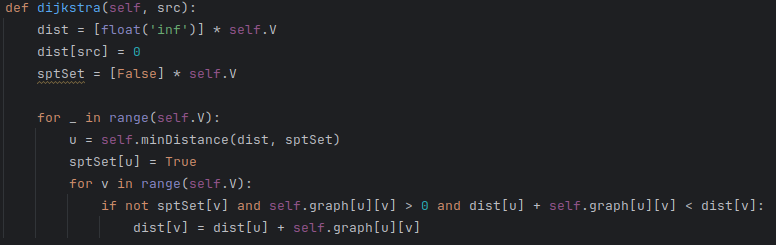 def dijkstra(self, src):
    dist = [float('inf')] * self.V
    dist[src] = 0
    sptSet = [False] * self.V

    for _ in range(self.V):
        u = self.minDistance(dist, sptSet)
        sptSet[u] = True
        for v in range(self.V):
            if not sptSet[v] and self.graph[u][v] > 0 and dist[u] + self.graph[u][v] < dist[v]:
                dist[v] = dist[u] + self.graph[u][v]